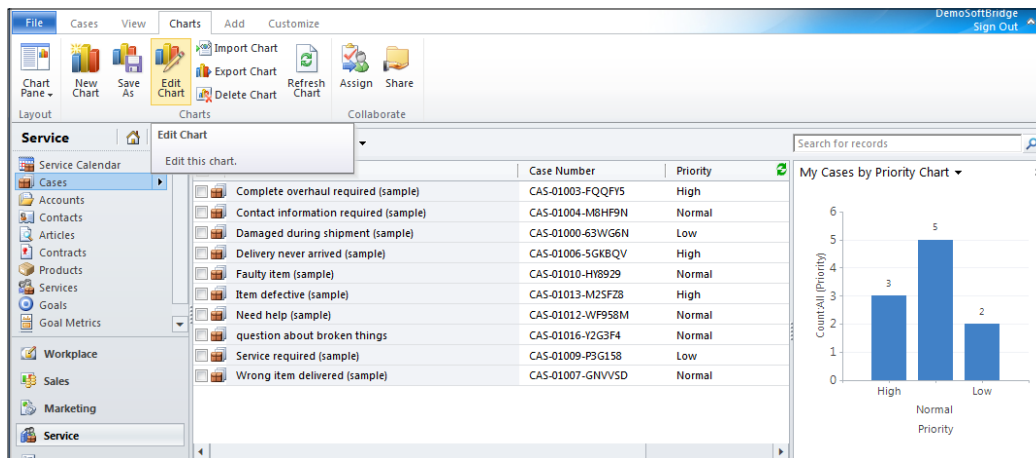 DemoSoftBridge
File Cases View Charts Add Customize
Sign Out
Import Chart
Export Chart
Delete Chart
Chart Pane
New Chart
Save As
Edit Chart
Refresh Chart
Assign
Share
Layout
Charts
Collaborate
Service
Edit Chart
Edit this chart.
Search for records
Service Calendar
Cases
Accounts
Contacts
Articles
Contracts
Products
Services
Goals
Goal Metrics
Workplace
Sales
Marketing
Service
Case Number Priority
Complete overhaul required (sample) CAS-01003-FQQFY5 High
Contact information required (sample) CAS-01004-M8HF9N Normal
Damaged during shipment (sample) CAS-01000-63WG6N Low
Delivery never arrived (sample) CAS-01006-5GKBQV High
Faulty item (sample) CAS-01010-HY8929 Normal
Item defective (sample) CAS-01013-M2SFZ8 High
Need help (sample) CAS-01012-WF958M Normal
question about broken things CAS-01016-Y2G3F4 Normal
Service required (sample) CAS-01009-P3G158 Low
Wrong item delivered (sample) CAS-01007-GNVVSD Normal
My Cases by Priority Chart
Count:All (Priority)
6
5
4
3
2
1
0
3
5
2
High
Normal
Low
Priority